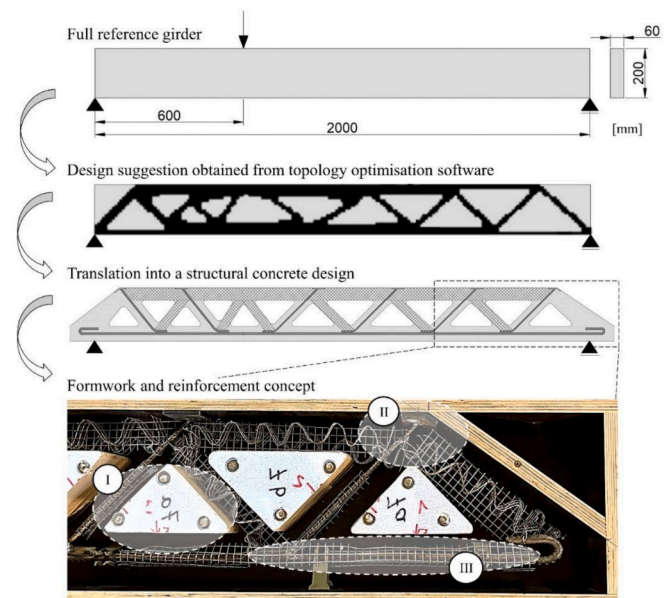 Full reference girder
60
200
600
2000
[mm]
Design suggestion obtained from topology optimisation software
Translation into a structural concrete design
Formwork and reinforcement concept
II
I
III